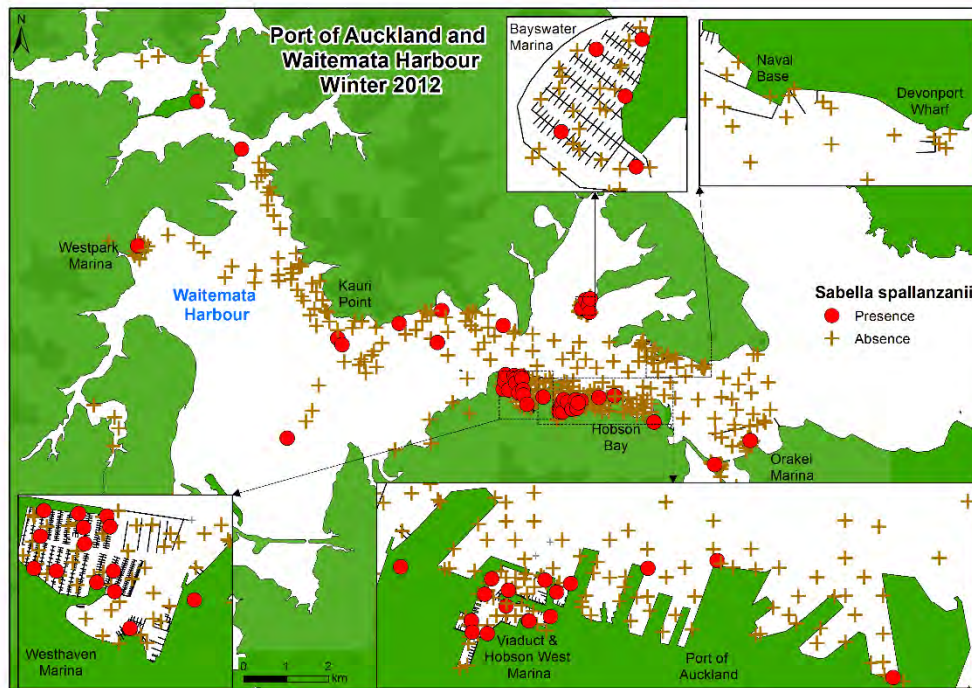 N
Port of Auckland and
Waitemata Harbour
Winter 2012
Bayswater
Marina
Naval
Base
Devonport
Wharf
Westpark
Marina
Waitemata
Harbour
Kauri
Point
Sabella spallanzanii
Presence
Absence
Hobson
Bay
Orakei
Marina
Westhaven
Marina
0 1 2
km
Viaduct &
Hobson West
Marina
Port of
Auckland